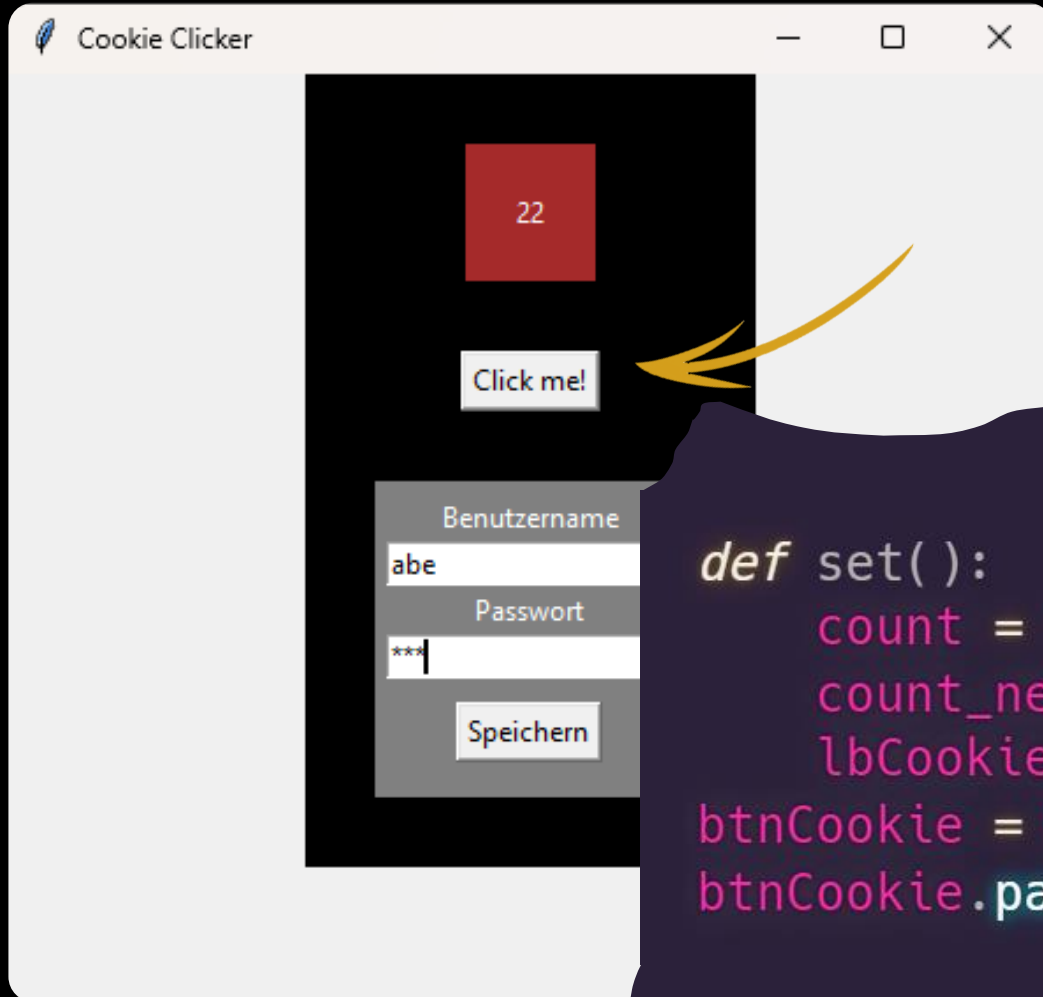 Cookie Clicker
22
Click me!
Benutzername
abe
Passwort
***
Speichern
def set():
count =
count_ne
lbCookie
btnCookie =
btnCookie.pa